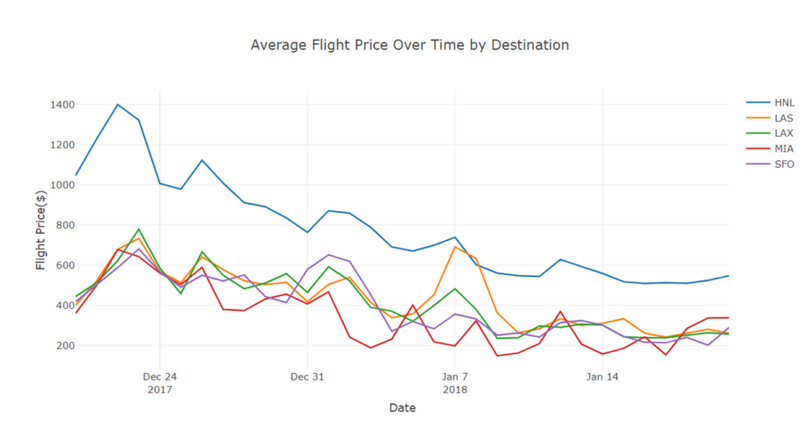 Average Flight Price Over Time by Destination
1400
1200
1000
800
600
400
200
Flight Price($)
Dec 24
2017
Dec 31
Jan 7
2018
Jan 14
Date
HNL
LAS
LAX
MIA
SFO